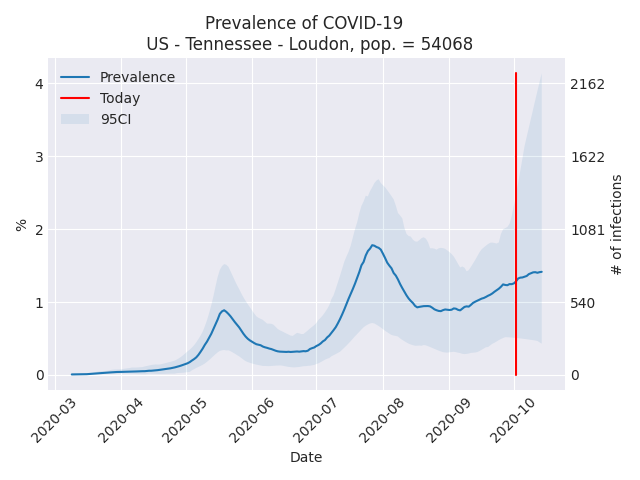 Prevalence of COVID-19
US - Tennessee - Loudon, pop. = 54068
Prevalence
Today
95CI
%
4
3
2
1
0
2162
1622
1081
540
0
# of infections
2020-03
2020-04
2020-05
2020-06
2020-07
2020-08
2020-09
2020-10
Date